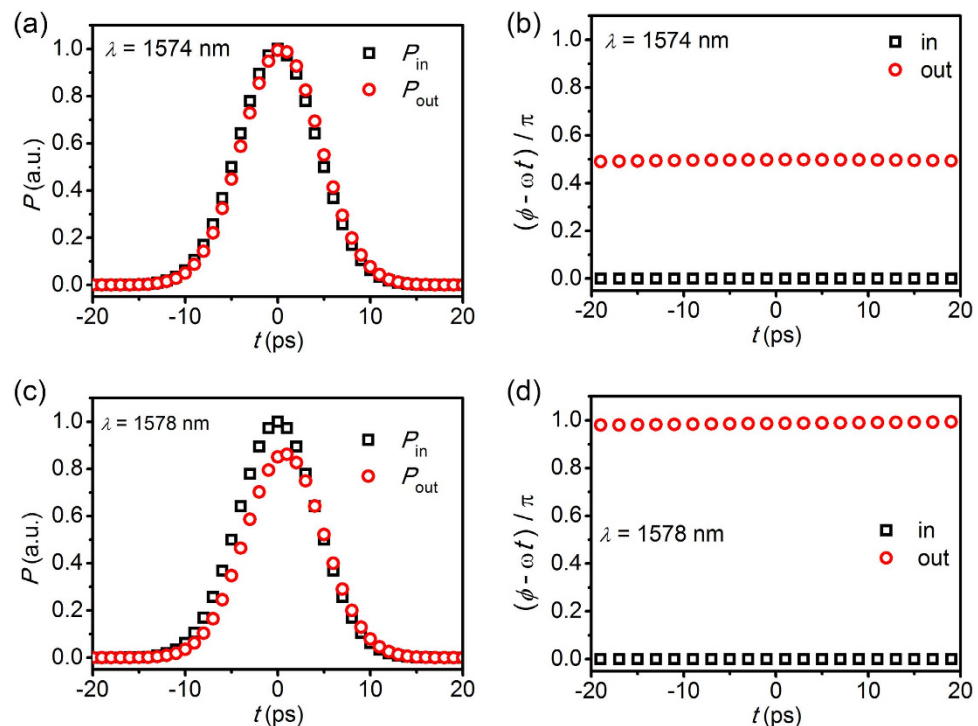 (a)
λ = 1574 nm
P_in
P_out
P (a.u.)
1.0
0.8
0.6
0.4
0.2
0.0
-20 -10 0 10 20
t (ps)
(b)
λ = 1574 nm
in
out
(ϕ - ωt) / π
1.0
0.8
0.6
0.4
0.2
0.0
-20 -10 0 10 20
t (ps)
(c)
λ = 1578 nm
P_in
P_out
P (a.u.)
1.0
0.8
0.6
0.4
0.2
0.0
-20 -10 0 10 20
t (ps)
(d)
λ = 1578 nm
in
out
(ϕ - ωt) / π
1.0
0.8
0.6
0.4
0.2
0.0
-20 -10 0 10 20
t (ps)